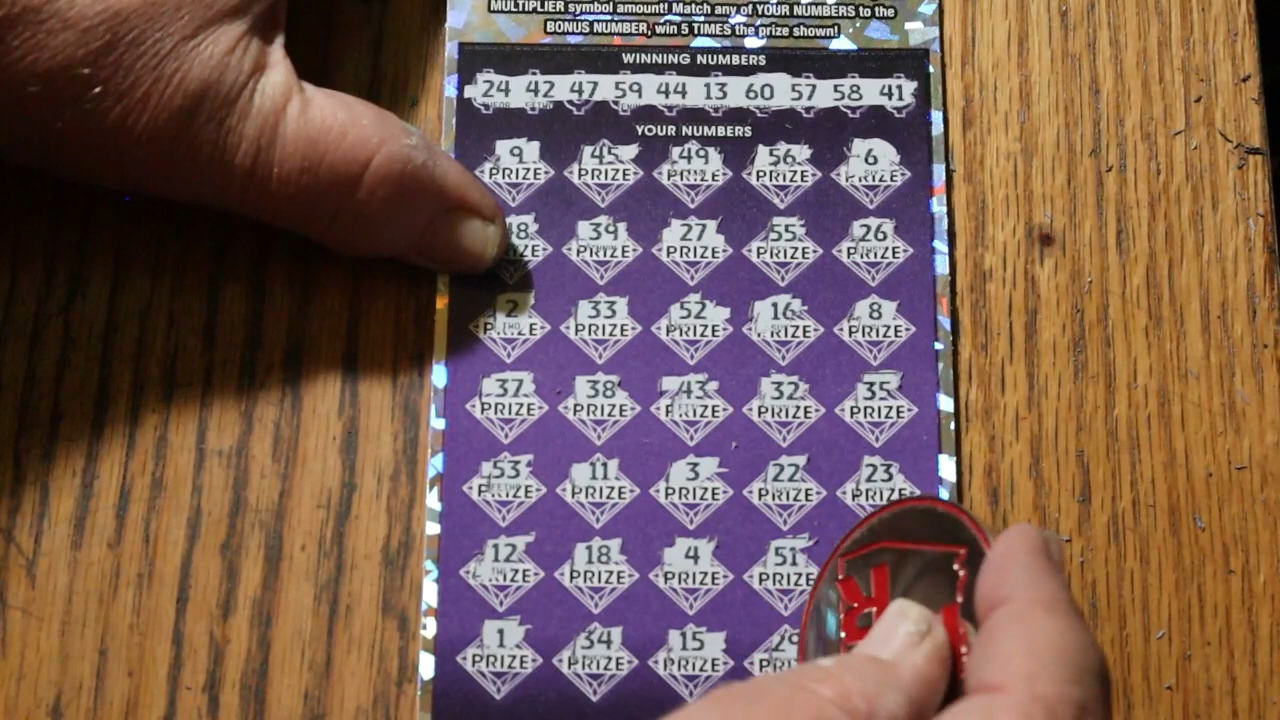 MULTIPLIER symbol amount! Match any of YOUR NUMBERS to the
BONUS NUMBER, win 5 TIMES the prize shown!
WINNING NUMBERS
24 42 47 59 44 13 60 57 58 41
YOUR NUMBERS
9 45 49 56 6
PRIZE PRIZE PRIZE PRIZE PRIZE
48 39 27 55 26
PRIZE PRIZE PRIZE PRIZE
2 33 52 16 8
PRIZE PRIZE PRIZE PRIZE PRIZE
37 38 43 32 35
PRIZE PRIZE PRIZE PRIZE PRIZE
53 11 3 22 23
PRIZE PRIZE PRIZE PRIZE PRIZE
12 18 4 51
PRIZE PRIZE PRIZE PRIZE
1 34 15 29
PRIZE PRIZE PRIZE